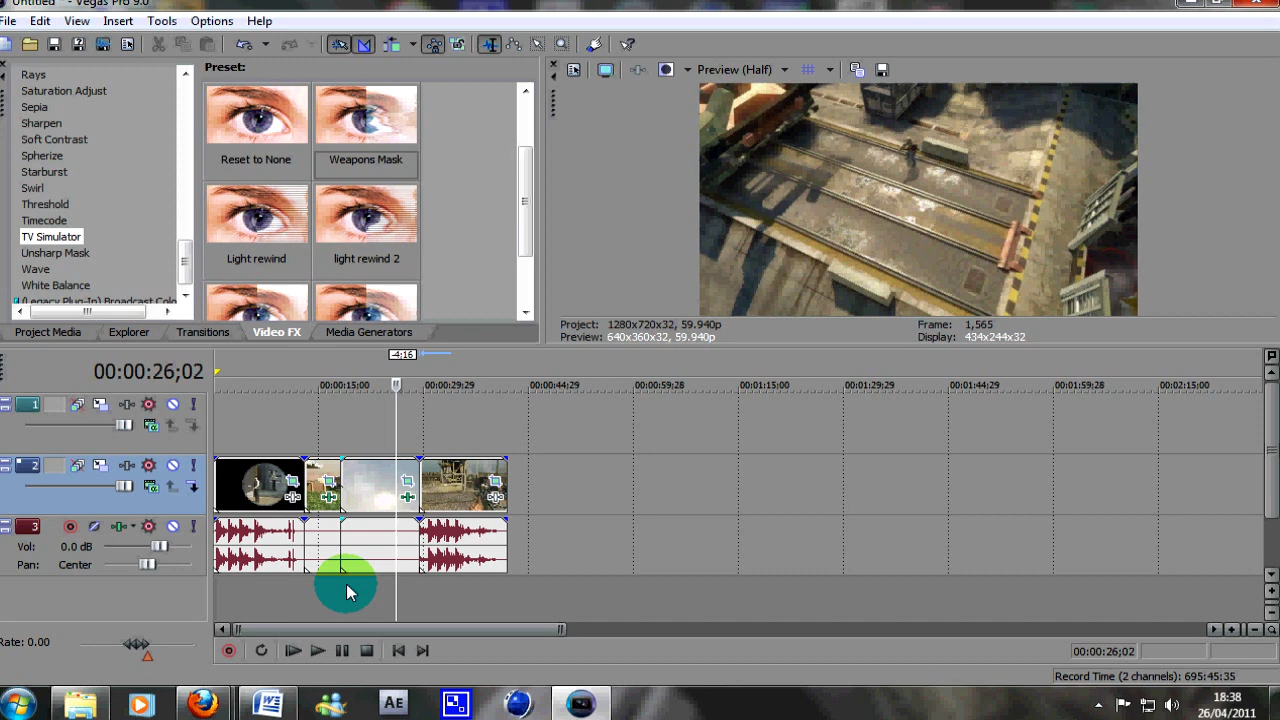 Untitled * - Vegas Pro 9.0
File Edit View Insert Tools Options Help
Rays
Saturation Adjust
Sepia
Sharpen
Soft Contrast
Spherize
Starburst
Swirl
Threshold
Timecode
TV Simulator
Unsharp Mask
Wave
White Balance
(Legacy Plug-In) Broadcast Colo
Preset:
Reset to None
Weapons Mask
Light rewind
light rewind 2
Project Media Explorer Transitions Video FX Media Generators
Preview (Half)
Project: 1280x720x32, 59.940p
Preview: 640x360x32, 59.940p
Frame: 1,565
Display: 434x244x32
00:00:26;02
-4:16
00:00:15:00 00:00:29;29 00:00:44;29 00:00:59;28 00:01:15:00 00:01:29;29 00:01:44;29 00:01:59;28 00:02:15:00
1
2
3
Vol: 0.0 dB
Pan: Center
Rate: 0.00
00:00:26;02
Record Time (2 channels): 695:45:35
W
AE
18:38
26/04/2011